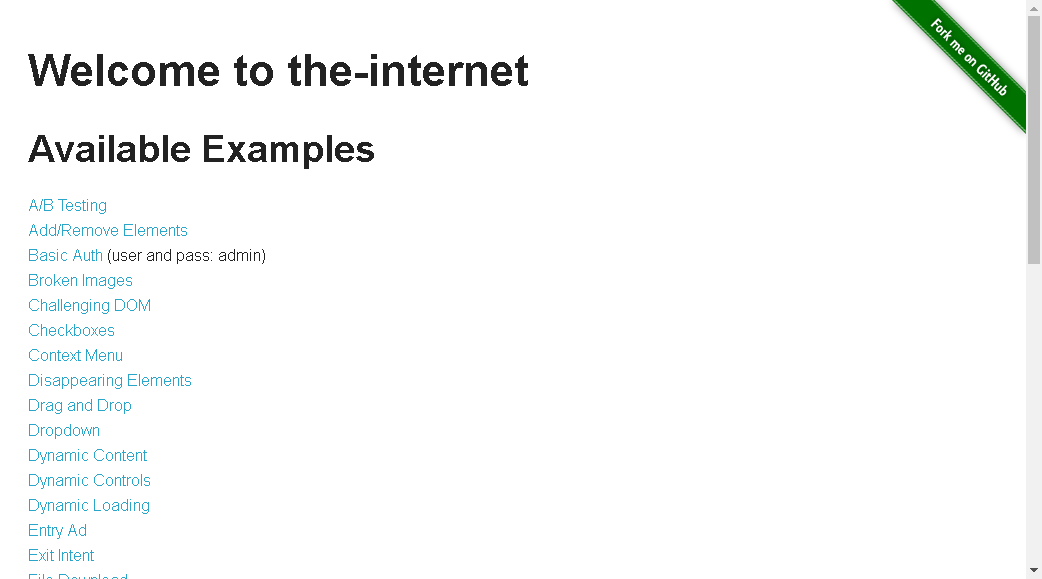 Fork me on GitHub
Welcome to the-internet
Available Examples
A/B Testing
Add/Remove Elements
Basic Auth (user and pass: admin)
Broken Images
Challenging DOM
Checkboxes
Context Menu
Disappearing Elements
Drag and Drop
Dropdown
Dynamic Content
Dynamic Controls
Dynamic Loading
Entry Ad
Exit Intent
File Download